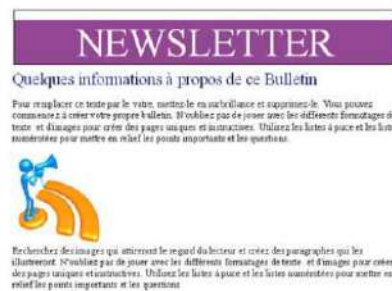 NEWSLETTER
Quelques informations à propos de ce Bulletin
Pour remplacer ce texte par le votre, mettez-le en surbrillance et supprimez-le. Vous pouvez
commencez à créer votre propre bulletin. N'oubliez pas de jouer avec les différents formatages de
texte et d'images pour créer des pages uniques et instructives. Utilisez les listes à puce et les listes
numérotées pour mettre en relief les points importants et les questions.
Recherchez des images qui attireront le regard du lecteur et créez des paragraphes qui les
illustreront. N'oubliez pas de jouer avec les différents formatages de texte et d'images pour créer
des pages uniques et instructives. Utilisez les listes à puce et les listes numérotées pour mettre en
relief les points importants et les questions